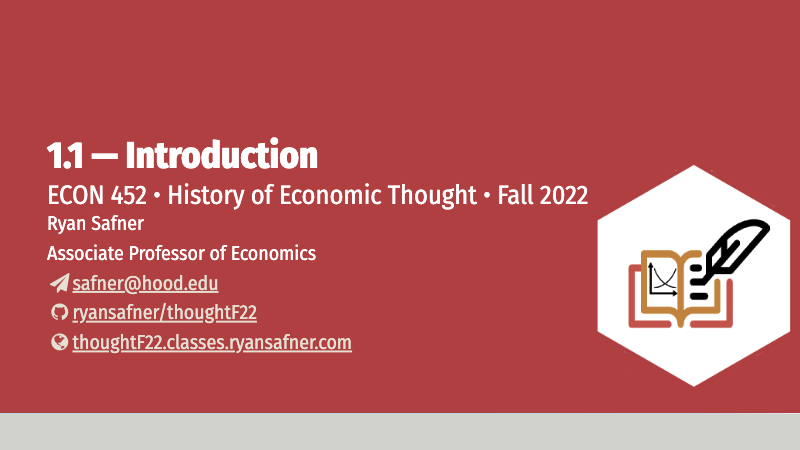 1.1 — Introduction
ECON 452 • History of Economic Thought • Fall 2022
Ryan Safner
Associate Professor of Economics
safner@hood.edu
ryansafner/thoughtF22
thoughtF22.classes.ryansafner.com